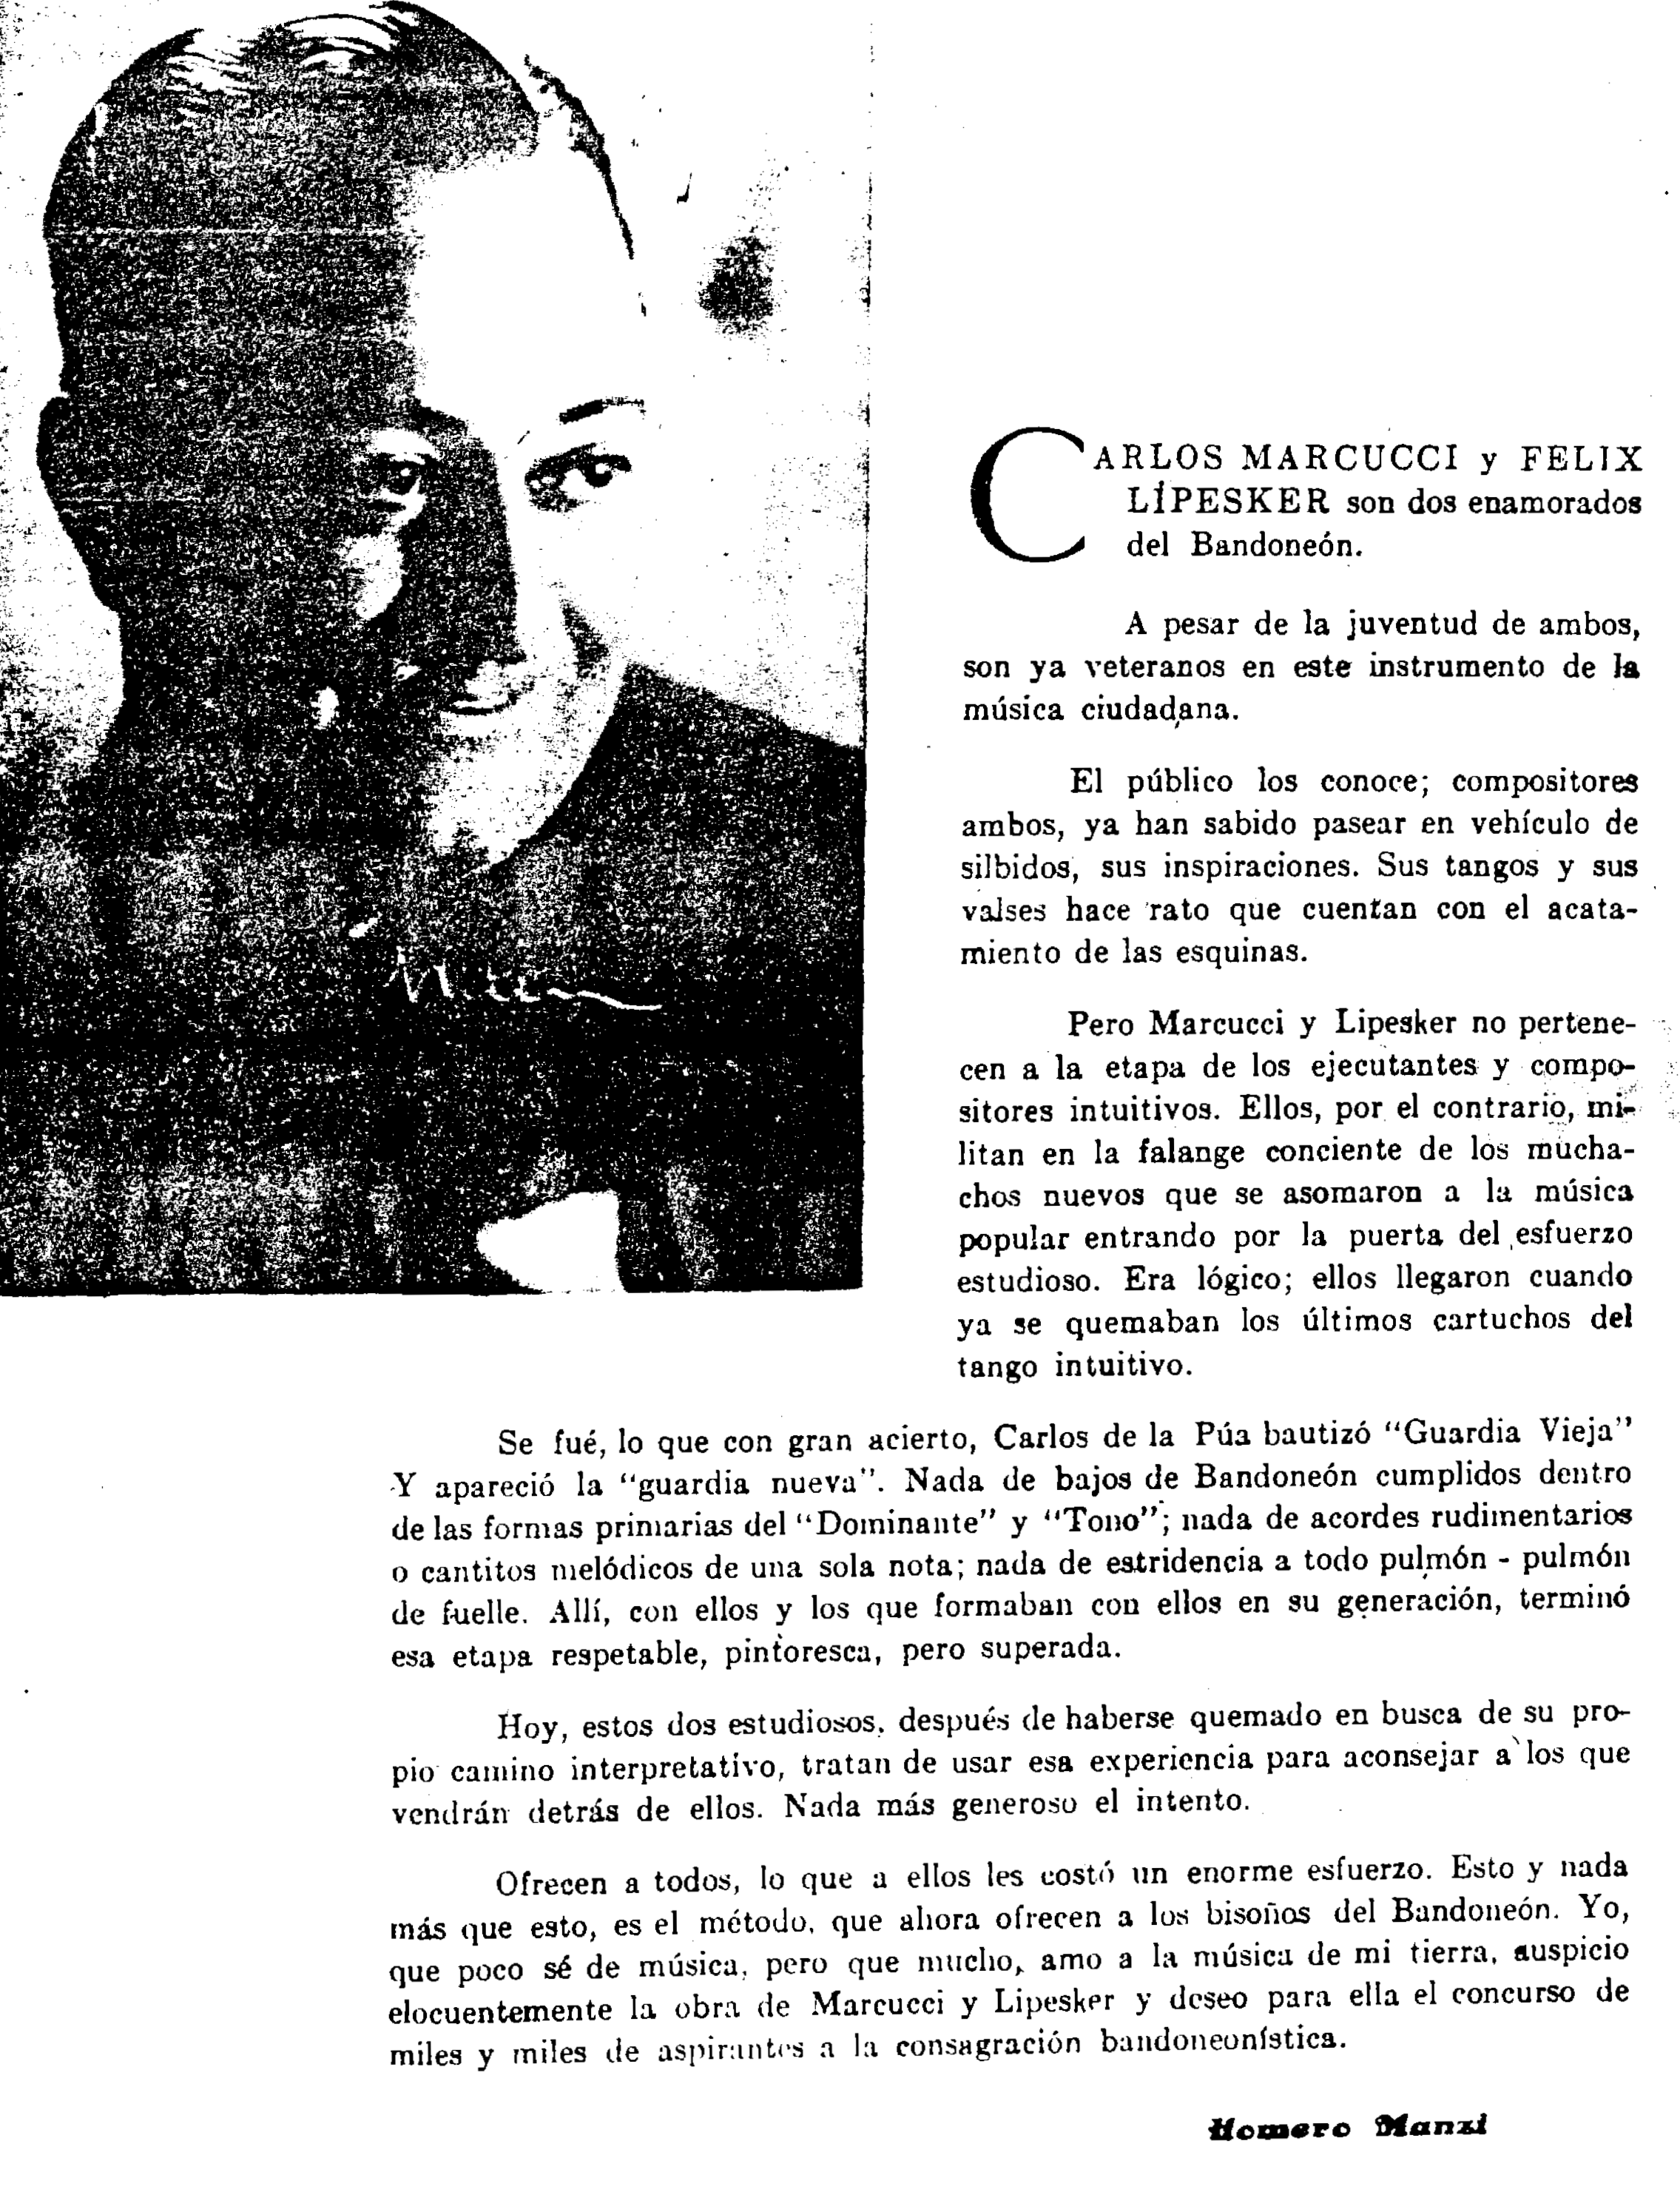 CARLOS MARCUCCI y FELIX
LÍPESKER son dos enamorados
del Bandoneón.
A pesar de la juventud de ambos,
son ya veteranos en este instrumento de la
música ciudadana.
El público los conoce; compositores
ambos, ya han sabido pasear en vehículo de
silbidos, sus inspiraciones. Sus tangos y sus
valses hace rato que cuentan con el acata-
miento de las esquinas.
Pero Marcucci y Lipesker no pertene-
cen a la etapa de los ejecutantes y compo-
sitores intuitivos. Ellos, por el contrario, mi-
litan en la falange conciente de los mucha-
chos nuevos que se asomaron a la música
popular entrando por la puerta del esfuerzo
estudioso. Era lógico; ellos llegaron cuando
ya se quemaban los últimos cartuchos del
tango intuitivo.
Se fué, lo que con gran acierto, Carlos de la Púa bautizó “Guardia Vieja”
Y apareció la “guardia nueva”. Nada de bajos de Bandoneón cumplidos dentro
de las formas primarias del “Dominante” y “Tono”; nada de acordes rudimentarios
o cantitos melódicos de una sola nota; nada de estridencia a todo pulmón - pulmón
de fuelle. Allí, con ellos y los que formaban con ellos en su generación, terminó
esa etapa respetable, pintoresca, pero superada.
Hoy, estos dos estudiosos, después de haberse quemado en busca de su pro-
pio camino interpretativo, tratan de usar esa experiencia para aconsejar a los que
vendrán detrás de ellos. Nada más generoso el intento.
Ofrecen a todos, lo que a ellos les costó un enorme esfuerzo. Esto y nada
más que esto, es el método, que ahora ofrecen a los bisoños del Bandoneón. Yo,
que poco sé de música, pero que mucho, amo a la música de mi tierra, auspicio
elocuentemente la obra de Marcucci y Lipesker y deseo para ella el concurso de
miles y miles de aspirantes a la consagración bandoneonística.
Homero Manzi